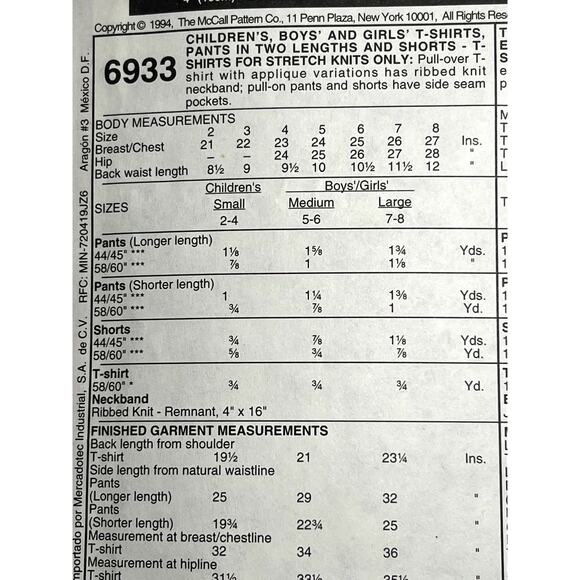 4" (10cm)
Copyright © 1994, The McCall Pattern Co., 11 Penn Plaza, New York 10001, All Rights Res
6933
CHILDREN'S, BOYS' AND GIRLS' T-SHIRTS,
PANTS IN TWO LENGTHS AND SHORTS - T-
SHIRTS FOR STRETCH KNITS ONLY: Pull-over T-
shirt with applique variations has ribbed knit
neckband; pull-on pants and shorts have side seam
pockets.
BODY MEASUREMENTS
Size 2 3 4 5 6 7 8
Breast/Chest 21 22 23 24 25 26 27 Ins.
Hip – – 24 25 26 27 28 "
Back waist length 8½ 9 9½ 10 10½ 11½ 12 "
Children's Boys'/Girls'
SIZES Small Medium Large
2-4 5-6 7-8
Pants (Longer length)
44/45" *** 1⅛ 1⅝ 1¾ Yds.
58/60" *** ⅞ 1 1⅛ "
Pants (Shorter length)
44/45" *** 1 1¼ 1⅜ Yds.
58/60" *** ¾ 1 1⅛ Yd.
Shorts
44/45" *** ¾ ⅞ 1⅛ Yds.
58/60" *** ⅝ ¾ ⅞ Yd.
T-shirt
58/60" * ¾ ¾ ¾ Yd.
Neckband
Ribbed Knit - Remnant, 4" x 16"
FINISHED GARMENT MEASUREMENTS
Back length from shoulder
T-shirt 19½ 21 23¼ Ins.
Side length from natural waistline
Pants
(Longer length) 25 29 32 "
Pants
(Shorter length) 19¾ 22¾ 25 "
Measurement at breast/chestline
T-shirt 32 34 36 "
Measurement at hipline
Pants 31½ 33½ 35½ "
mportado por Mercadotec Industrial, S.A. de C.V. RFC: MIN-720419JZ6 Aragón #3 México D.F.